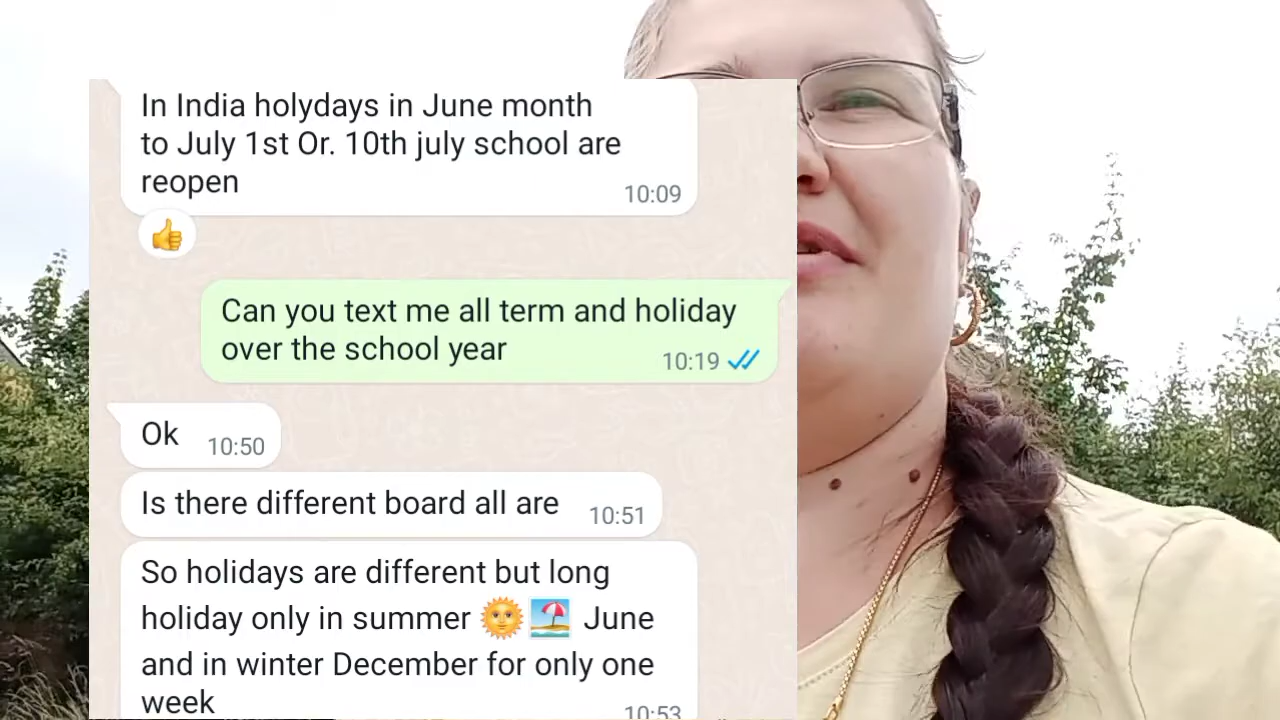 In India holydays in June month
to July 1st Or. 10th july school are
reopen
10:09
Can you text me all term and holiday
over the school year
10:19
Ok
10:50
Is there different board all are
10:51
So holidays are different but long
holiday only in summer 🌞🏖️ June
and in winter December for only one
week
10:53